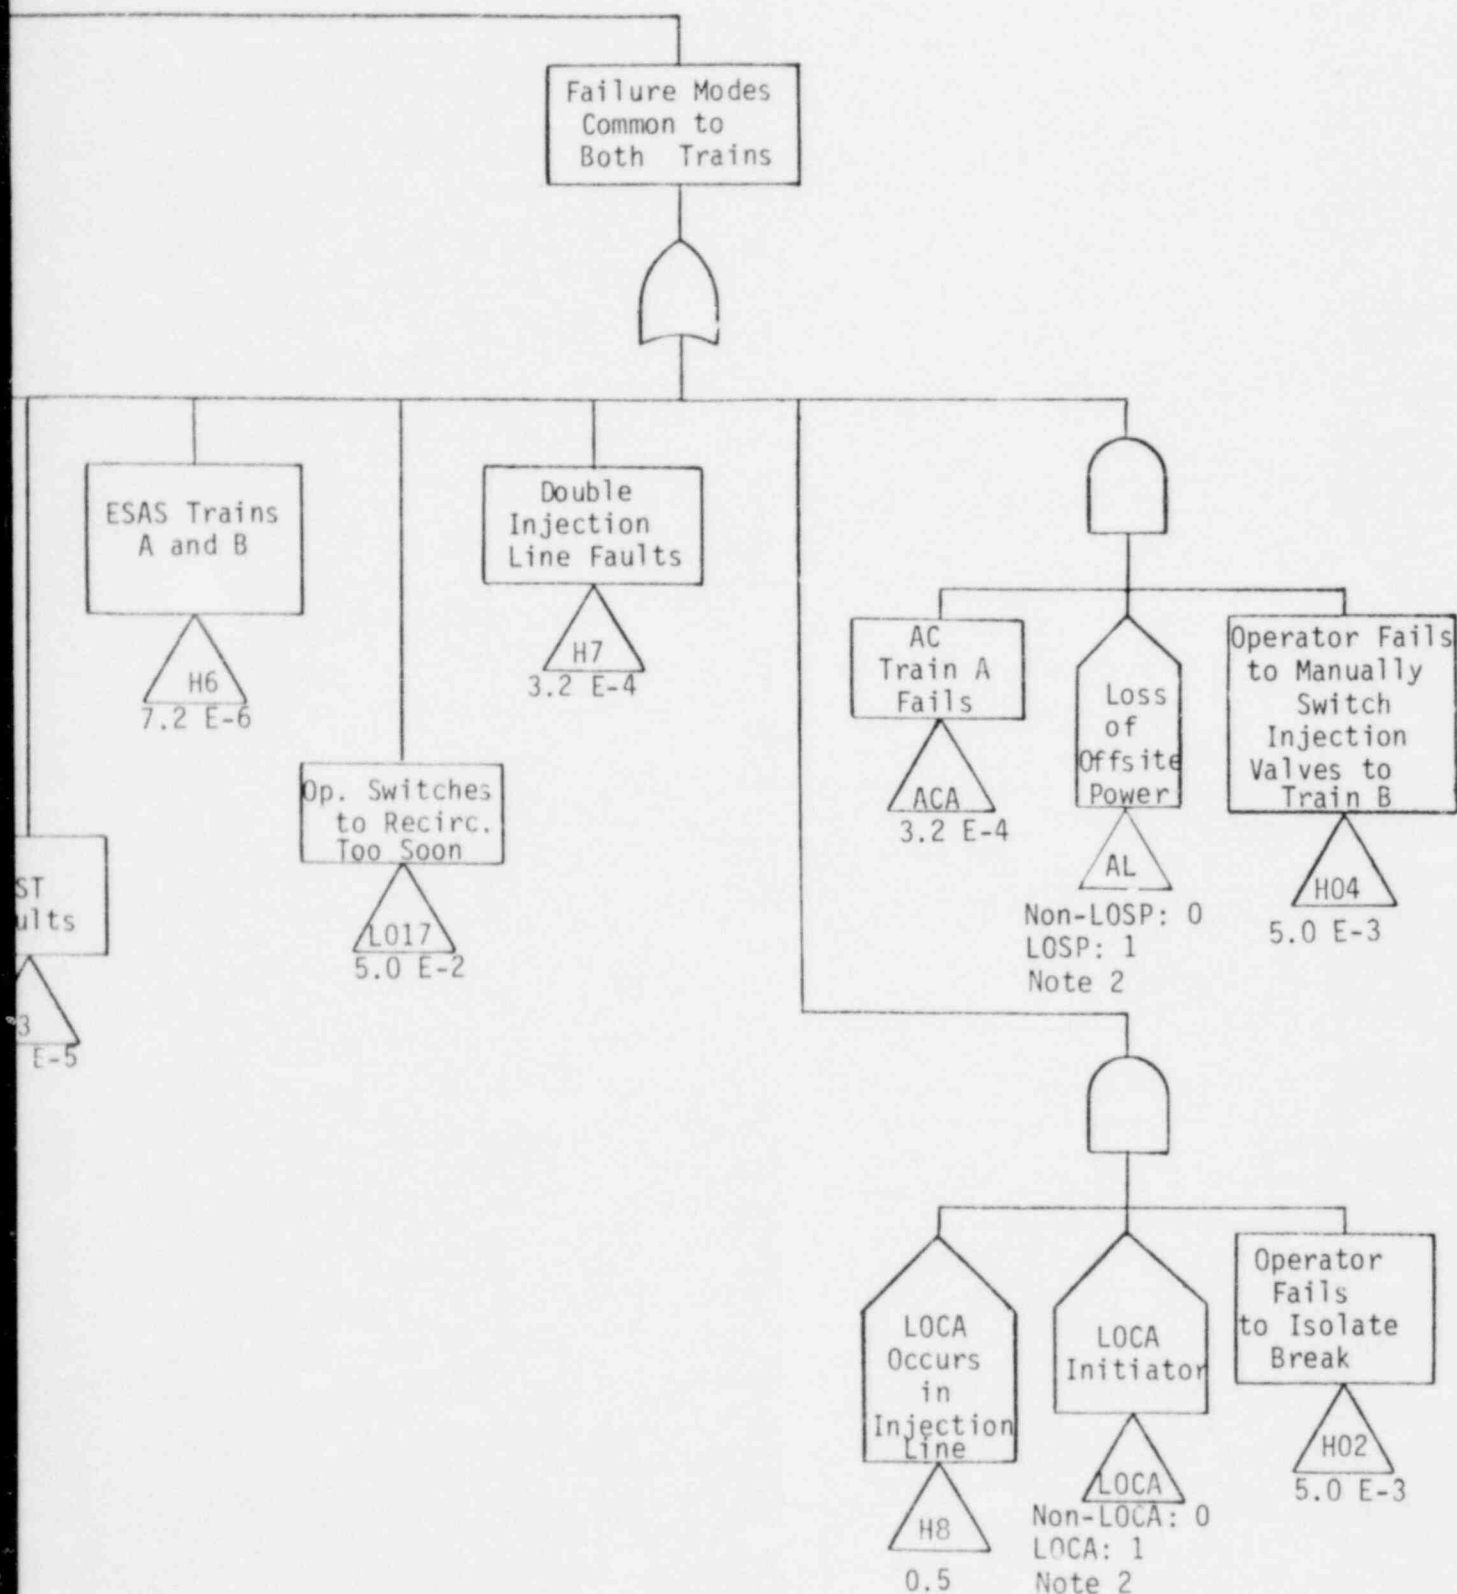 Failure Modes
Common to
Both Trains
ESAS Trains
A and B
H6
7.2 E-6
Double
Injection
Line Faults
H7
3.2 E-4
Op. Switches
to Recirc.
Too Soon
LO17
5.0 E-2
ST
ults
3
E-5
AC
Train A
Fails
ACA
3.2 E-4
Loss
of
Offsite
Power
AL
Non-LOSP: 0
LOSP: 1
Note 2
Operator Fails
to Manually
Switch
Injection
Valves to
Train B
HO4
5.0 E-3
LOCA
Occurs
in
Injection
Line
H8
0.5
LOCA
Initiator
LOCA
Non-LOCA: 0
LOCA: 1
Note 2
Operator
Fails
to Isolate
Break
HO2
5.0 E-3